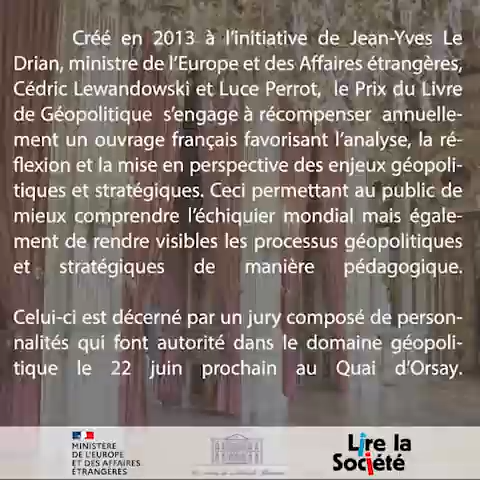 Créé en 2013 à l'initiative de Jean-Yves Le
Drian, ministre de l'Europe et des Affaires étrangères,
Cédric Lewandowski et Luce Perrot, le Prix du Livre
de Géopolitique s'engage à récompenser annuelle-
ment un ouvrage français favorisant l'analyse, la ré-
flexion et la mise en perspective des enjeux géopoli-
tiques et stratégiques. Ceci permettant au public de
mieux comprendre l'échiquier mondial mais égale-
ment de rendre visibles les processus géopolitiques
et stratégiques de manière pédagogique.
Celui-ci est décerné par un jury composé de person-
nalités qui font autorité dans le domaine géopoli-
tique le 22 juin prochain au Quai d'Orsay.
MINISTÈRE
DE L'EUROPE
ET DES AFFAIRES
ÉTRANGÈRES
Lire la
Société